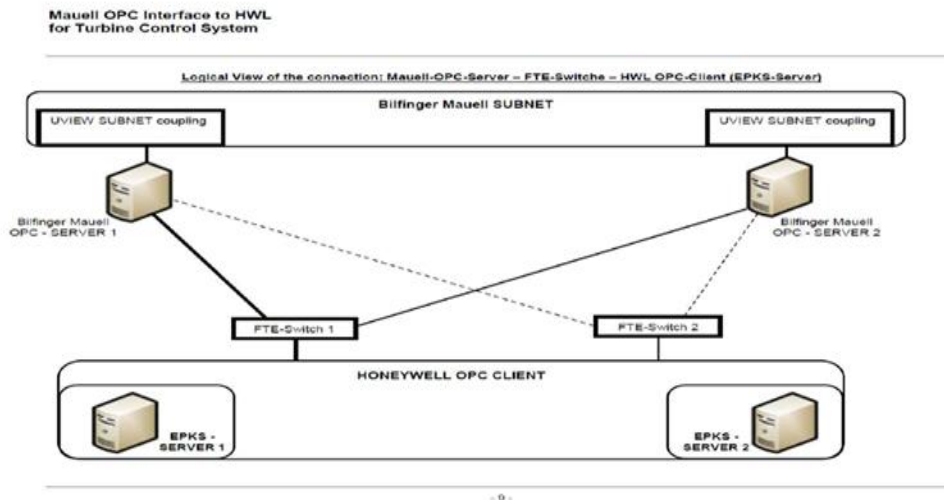 Mauell OPC Interface to HWL
for Turbine Control System
Logical View of the connection: Mauell-OPC-Server – FTE-Switche – HWL OPC-Client (EPKS-Server)
Bilfinger Mauell SUBNET
UVIEW SUBNET coupling
UVIEW SUBNET coupling
Bilfinger Mauell
OPC - SERVER 1
Bilfinger Mauell
OPC - SERVER 2
FTE-Switch 1
FTE-Switch 2
HONEYWELL OPC CLIENT
EPKS -
SERVER 1
EPKS -
SERVER 2
- 9 -